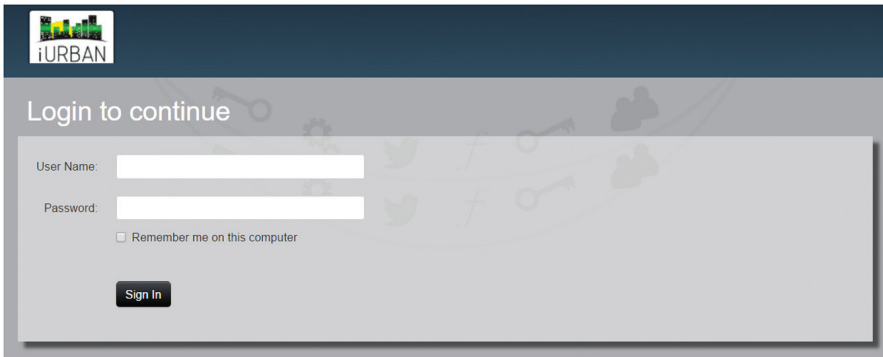 iURBAN
Login to continue
User Name:
Password:
Remember me on this computer
Sign In